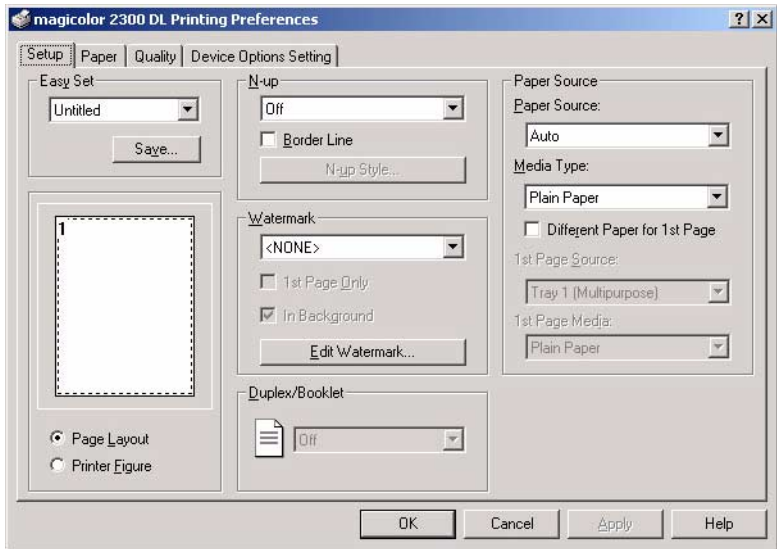 magicolor 2300 DL Printing Preferences
Setup Paper Quality Device Options Setting
Easy Set
Untitled
Save...
1
Page Layout
Printer Figure
N-up
Off
Border Line
N-up Style...
Watermark
<NONE>
1st Page Only
In Background
Edit Watermark...
Duplex/Booklet
Off
Paper Source
Paper Source:
Auto
Media Type:
Plain Paper
Different Paper for 1st Page
1st Page Source:
Tray 1 (Multipurpose)
1st Page Media:
Plain Paper
OK Cancel Apply Help